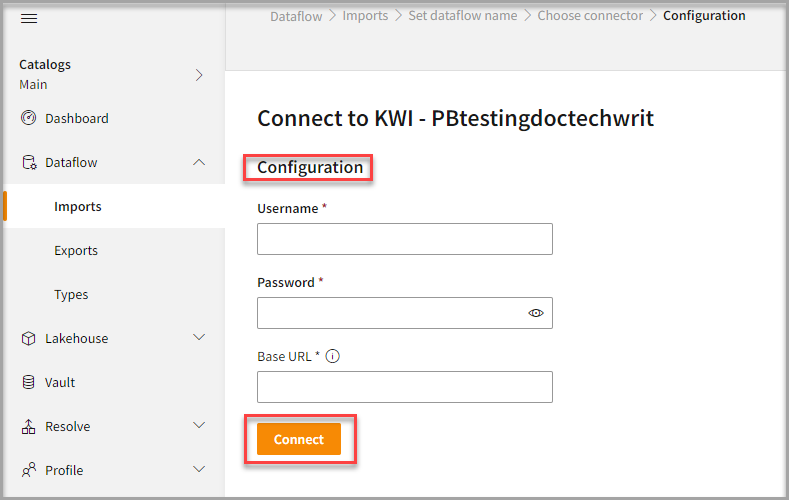 Dataflow > Imports > Set dataflow name > Choose connector > Configuration
Catalogs
Main
Dashboard
Dataflow
Imports
Exports
Types
Lakehouse
Vault
Resolve
Profile
Connect to KWI - PBtestingdoctechwrit
Configuration
Username *
Password *
Base URL *
Connect